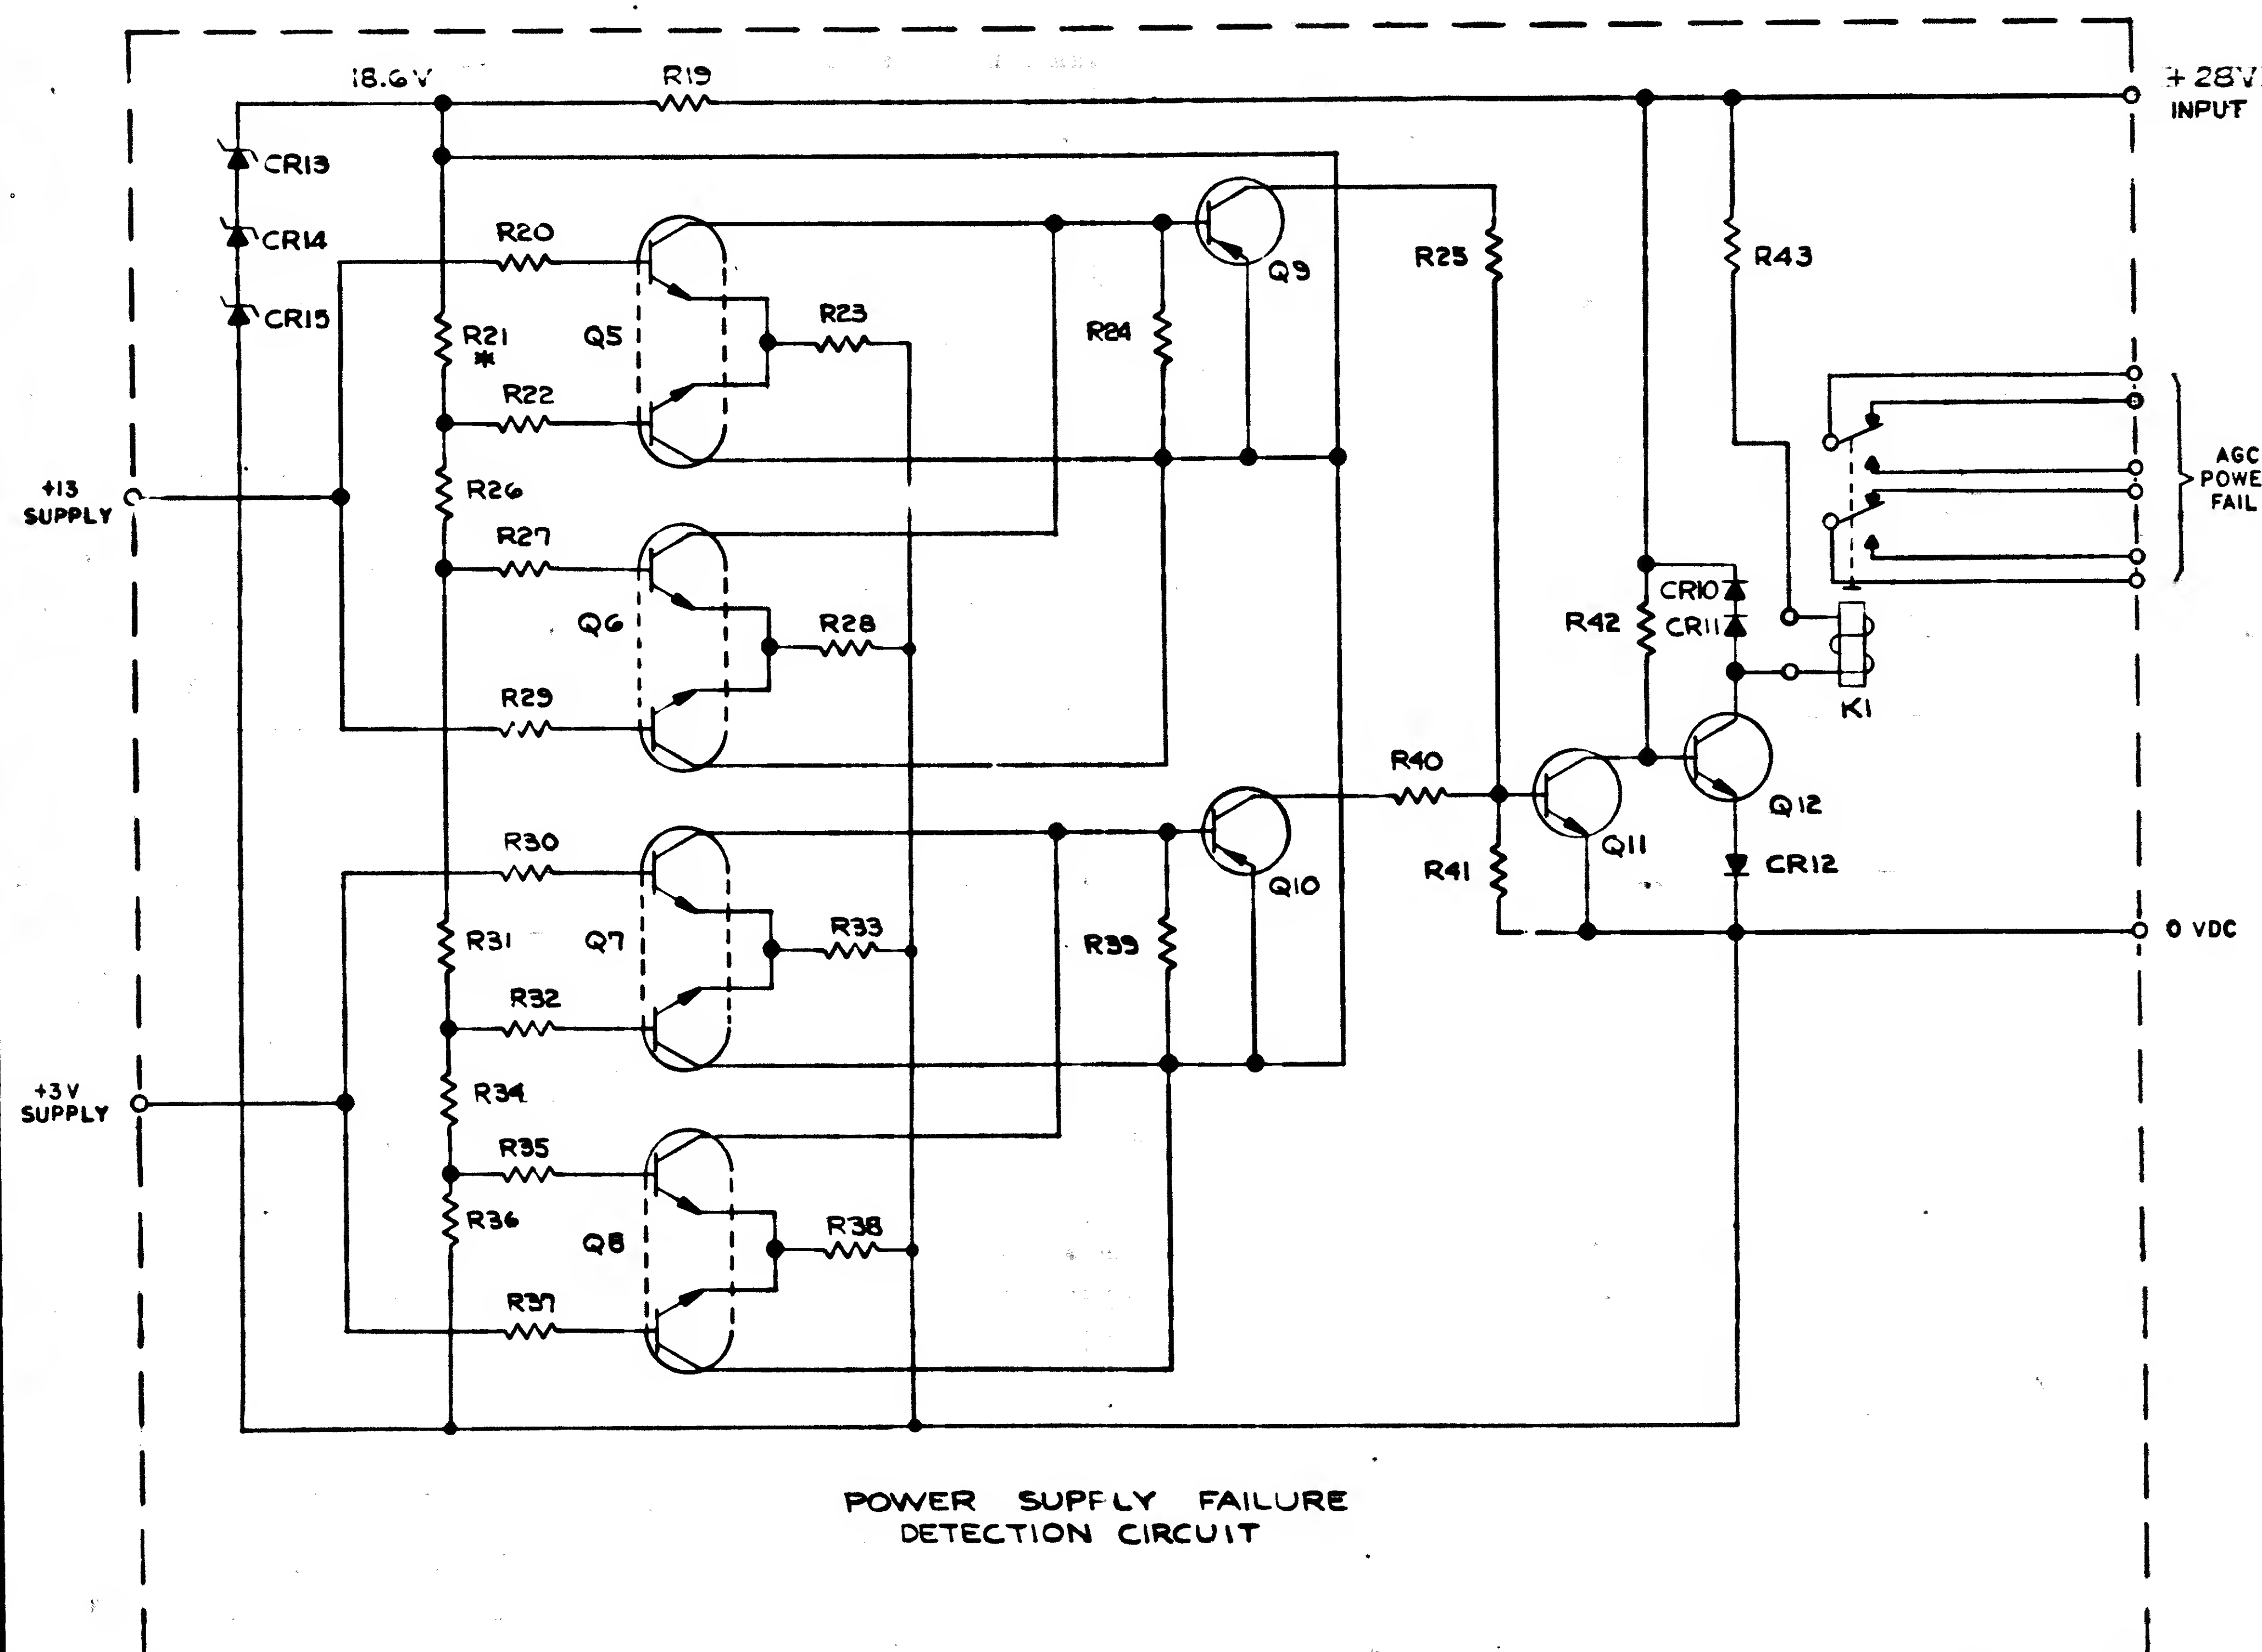 18.6V
R19
+28V
INPUT
CR13
CR14
CR15
R20
R21
*
R22
Q5
R23
R24
Q9
R25
R43
+13
SUPPLY
R26
R27
Q6
R28
R29
AGC
POWE
FAIL
CR10
CR11
R42
K1
R40
Q11
Q12
CR12
R41
0 VDC
R30
R31
Q7
R32
R33
R39
Q10
+3V
SUPPLY
R34
R35
R36
Q8
R38
R37
POWER SUPPLY FAILURE
DETECTION CIRCUIT